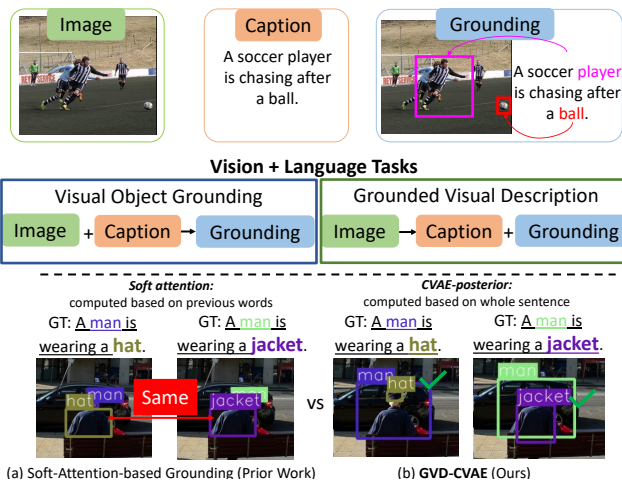 Image
Caption
Grounding
A soccer player
is chasing after
a ball.
A soccer player
is chasing after
a ball.
Vision + Language Tasks
Visual Object Grounding
Image + Caption Grounding
Grounded Visual Description
Image Caption + Grounding
Soft attention:
computed based on previous words
GT: A man is
wearing a hat.
GT: A man is
wearing a jacket.
hat man
Same
man
jacket
vs
CVAE-posterior:
computed based on whole sentence
GT: A man is
wearing a hat.
GT: A man is
wearing a jacket.
man
hat
man
jacket
(a) Soft-Attention-based Grounding (Prior Work)
(b) GVD-CVAE (Ours)